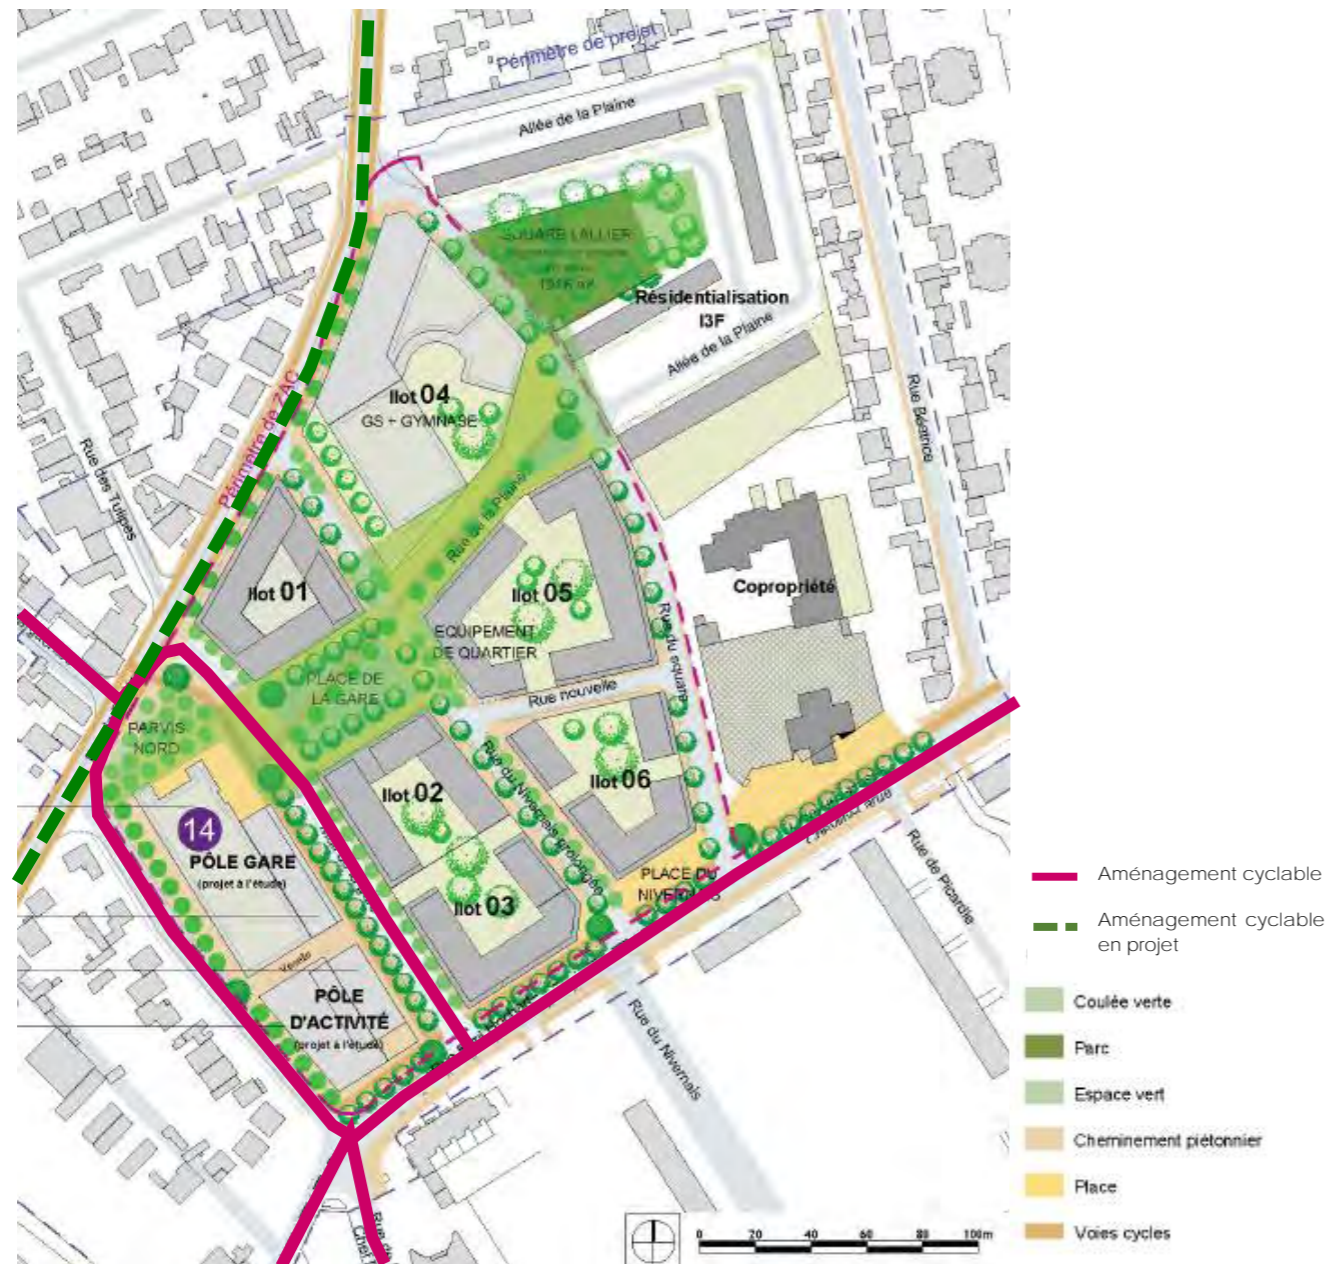 Périmètre de projet
Allée de la Plaine
SQUARE LALLIER
Résidentialisation
I3F
Allée de la Plaine
Ilot 04
GS + GYMNASE
Périmètre de ZAC
Rue des Tulipes
Rue Béatrice
Rue de la Plaine
Ilot 01
Ilot 05
Copropriété
EQUIPEMENT
DE QUARTIER
Rue du square
PLACE DE
LA GARE
Rue nouvelle
PARVIS
NORD
Ilot 02
Rue du Nivernais prolongée
Ilot 06
14
PÔLE GARE
(projet à l'étude)
PLACE DU
NIVERNAIS
Ilot 03
Rue de Picardie
Venelle
PÔLE
D'ACTIVITÉ
(projet à l'étude)
Rue du Nivernais
0 20 40 60 80 100m
Aménagement cyclable
Aménagement cyclable
en projet
Coulée verte
Parc
Espace vert
Cheminement piétonnier
Place
Voies cycles